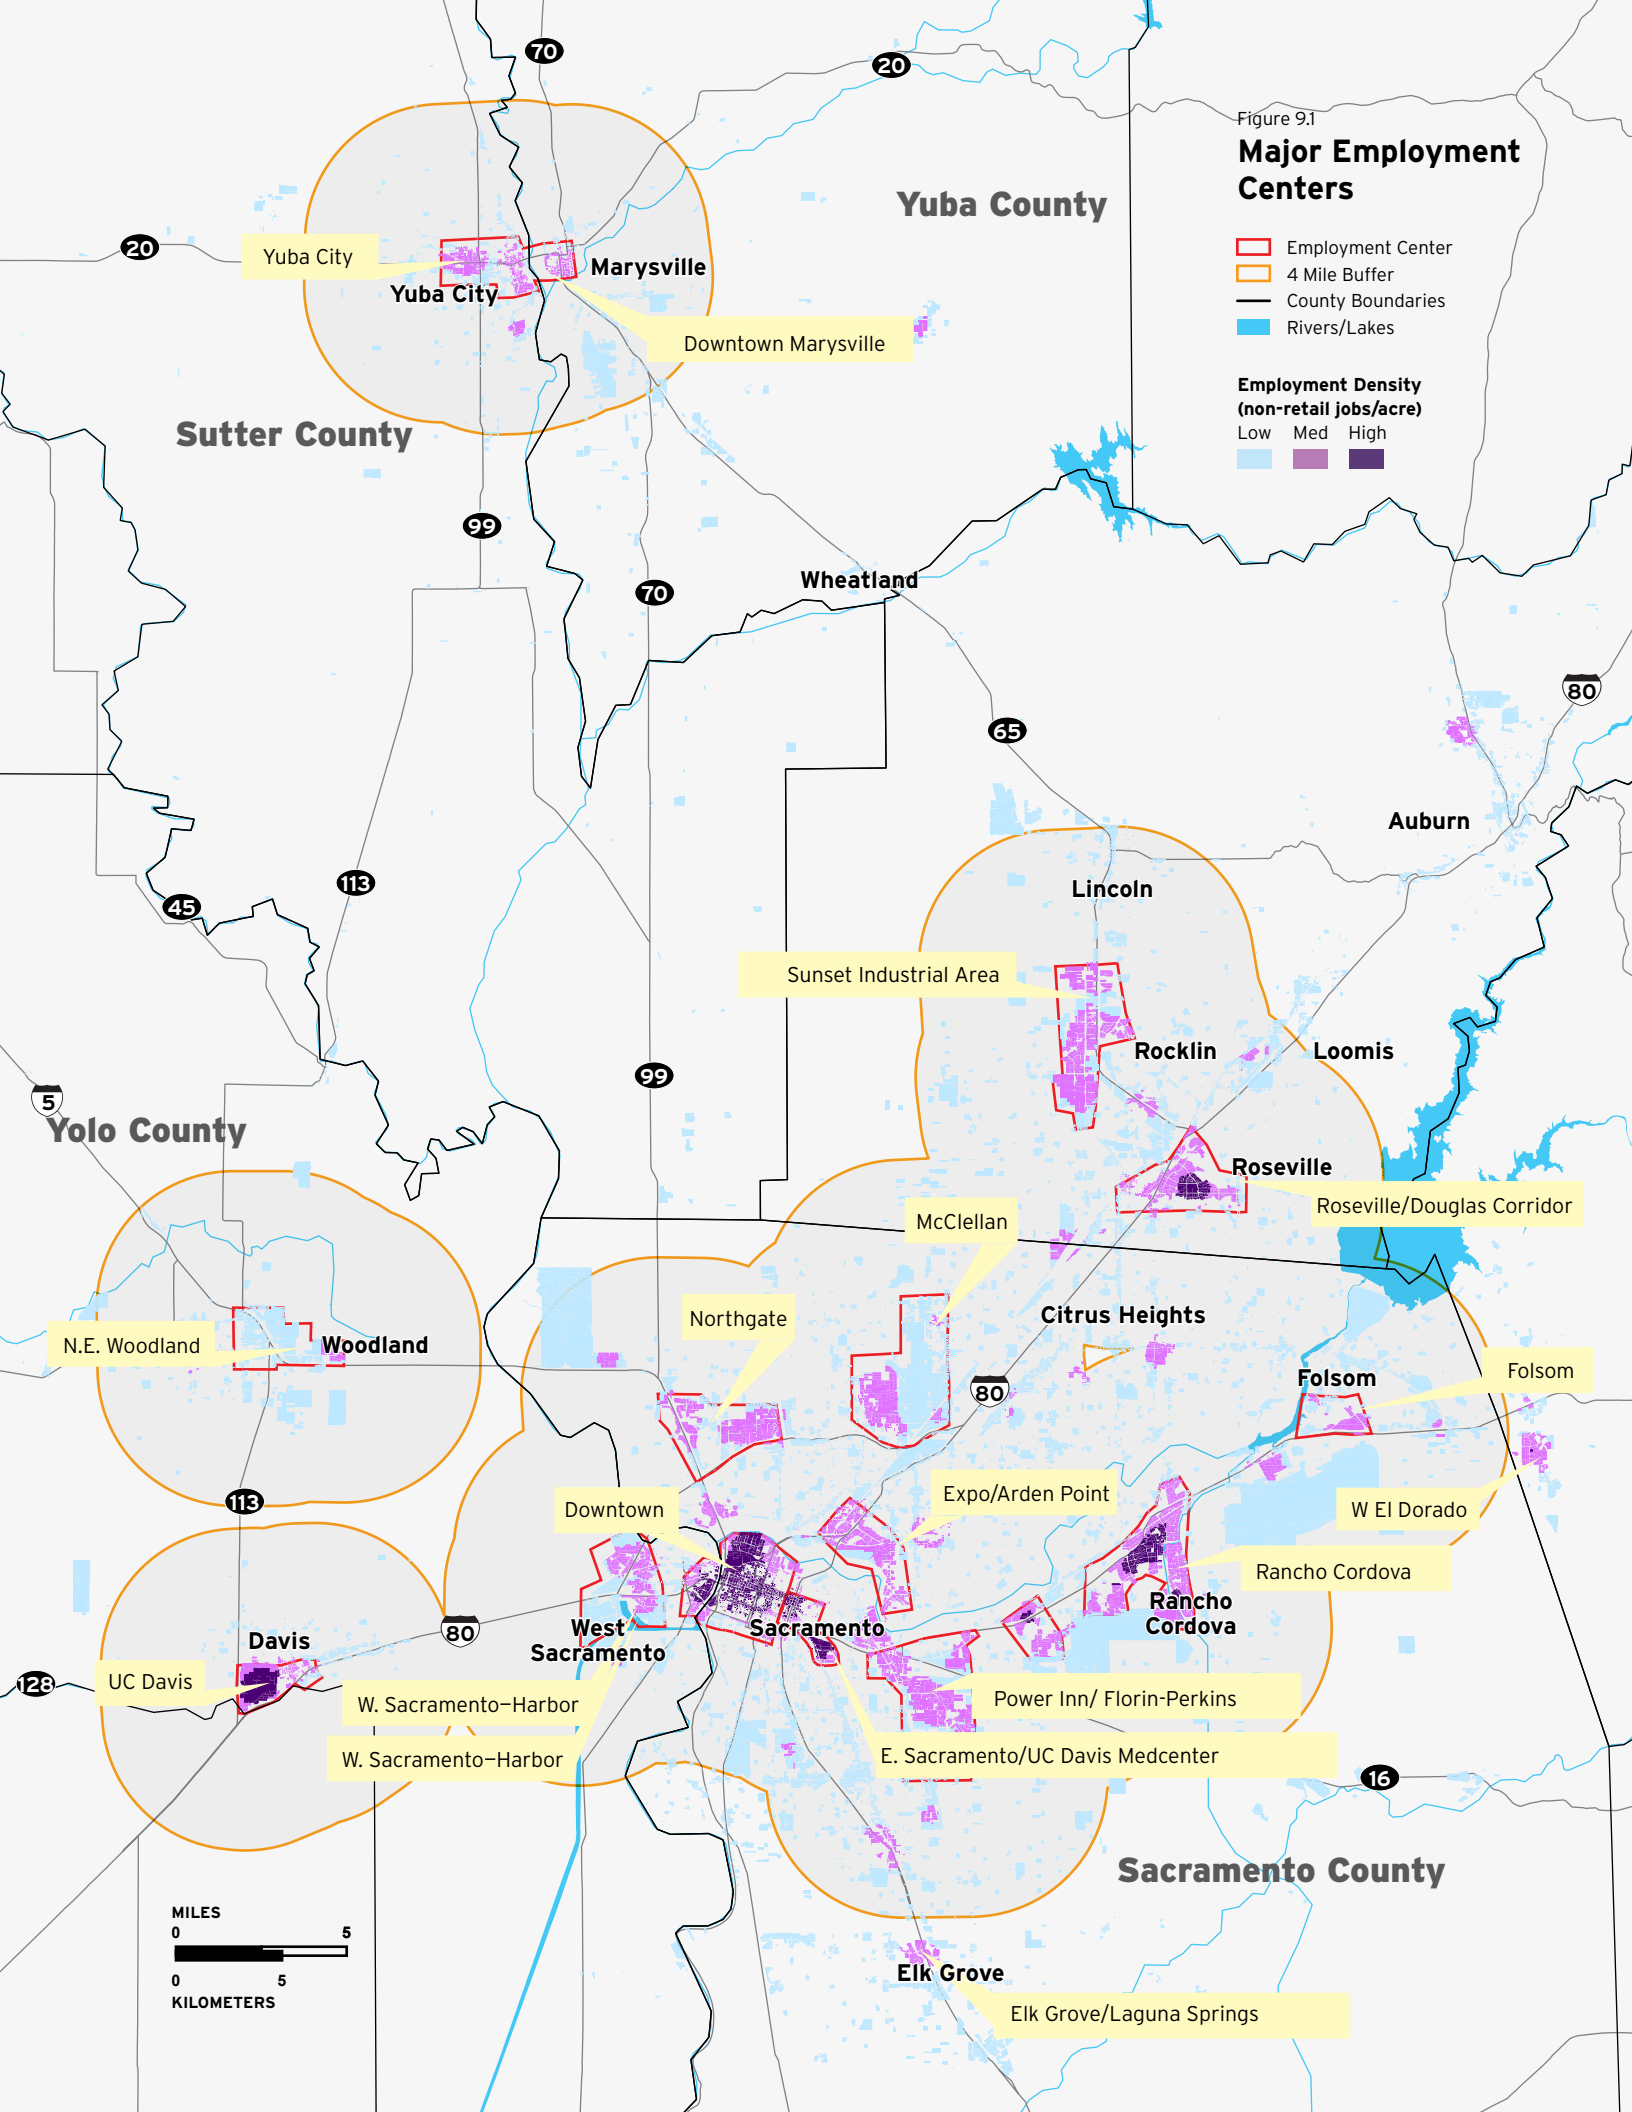 70
20
Figure 9.1
Major Employment
Centers
Yuba County
20
Yuba City
Employment Center
4 Mile Buffer
County Boundaries
Rivers/Lakes
Marysville
Yuba City
Downtown Marysville
Employment Density
(non-retail jobs/acre)
Low Med High
Sutter County
99
Wheatland
70
80
65
Auburn
113
Lincoln
45
Sunset Industrial Area
Rocklin
Loomis
99
5
Yolo County
Roseville
Roseville/Douglas Corridor
McClellan
Northgate
Citrus Heights
N.E. Woodland
Woodland
Folsom
Folsom
80
113
Downtown
Expo/Arden Point
W El Dorado
Rancho Cordova
Rancho
Cordova
80
West
Sacramento
Sacramento
Davis
UC Davis
128
W. Sacramento–Harbor
Power Inn/ Florin-Perkins
W. Sacramento–Harbor
E. Sacramento/UC Davis Medcenter
16
Sacramento County
MILES
0 5
0 5
KILOMETERS
Elk Grove
Elk Grove/Laguna Springs